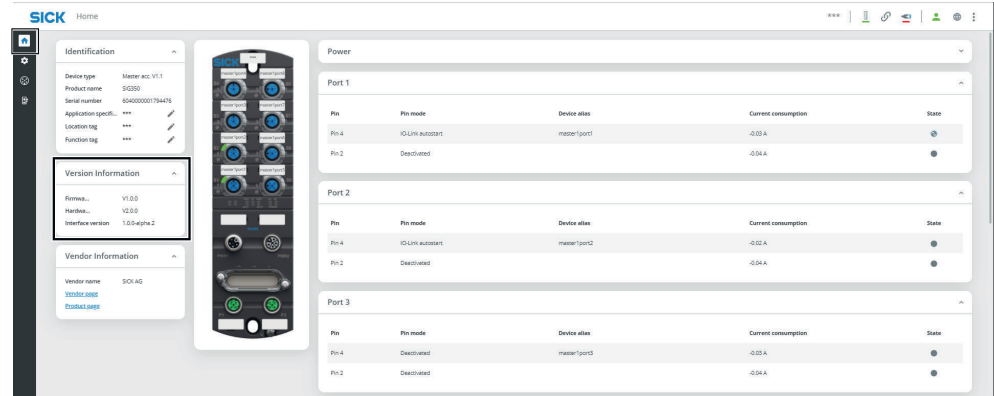 SICK Home ***
Identification
Device type Master acc. V1.1
Product name SIG350
Serial number 6040000001794476
Application specifi... ***
Location tag ***
Function tag ***
Version Information
Firmwa... V1.0.0
Hardwa... V2.0.0
Interface version 1.0.0-alpha.2
Vendor Information
Vendor name SICK AG
Vendor page
Product page
SICK
Power
Port 1
Pin Pin mode Device alias Current consumption State
Pin 4 IO-Link autostart master1port1 -0.03 A
Pin 2 Deactivated -0.04 A
Port 2
Pin Pin mode Device alias Current consumption State
Pin 4 IO-Link autostart master1port2 -0.02 A
Pin 2 Deactivated -0.04 A
Port 3
Pin Pin mode Device alias Current consumption State
Pin 4 Deactivated master1port3 -0.03 A
Pin 2 Deactivated -0.04 A